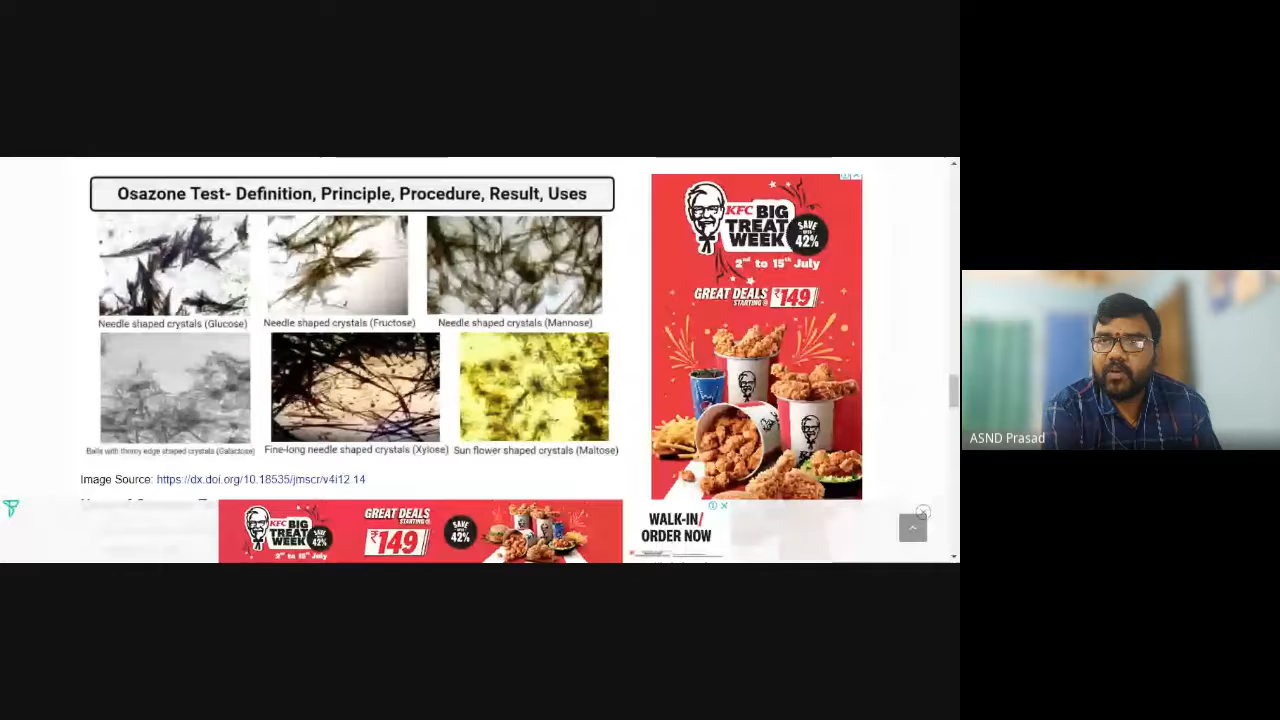 Osazone Test- Definition, Principle, Procedure, Result, Uses
Needle shaped crystals (Glucose)
Needle shaped crystals (Fructose)
Needle shaped crystals (Mannose)
Balls with thorny edge shaped crystals (Galactose)
Fine-long needle shaped crystals (Xylose)
Sun flower shaped crystals (Maltose)
Image Source: https://dx.doi.org/10.18535/jmscr/v4i12.14
KFC BIG
TREAT
WEEK
SAVE
42%
2nd to 15th July
GREAT DEALS
STARTING @
₹149
WALK-IN/
ORDER NOW
KFC BIG
TREAT
WEEK
SAVE
42%
2nd to 15th July
GREAT DEALS
STARTING @
₹149
SAVE
42%
ASND Prasad